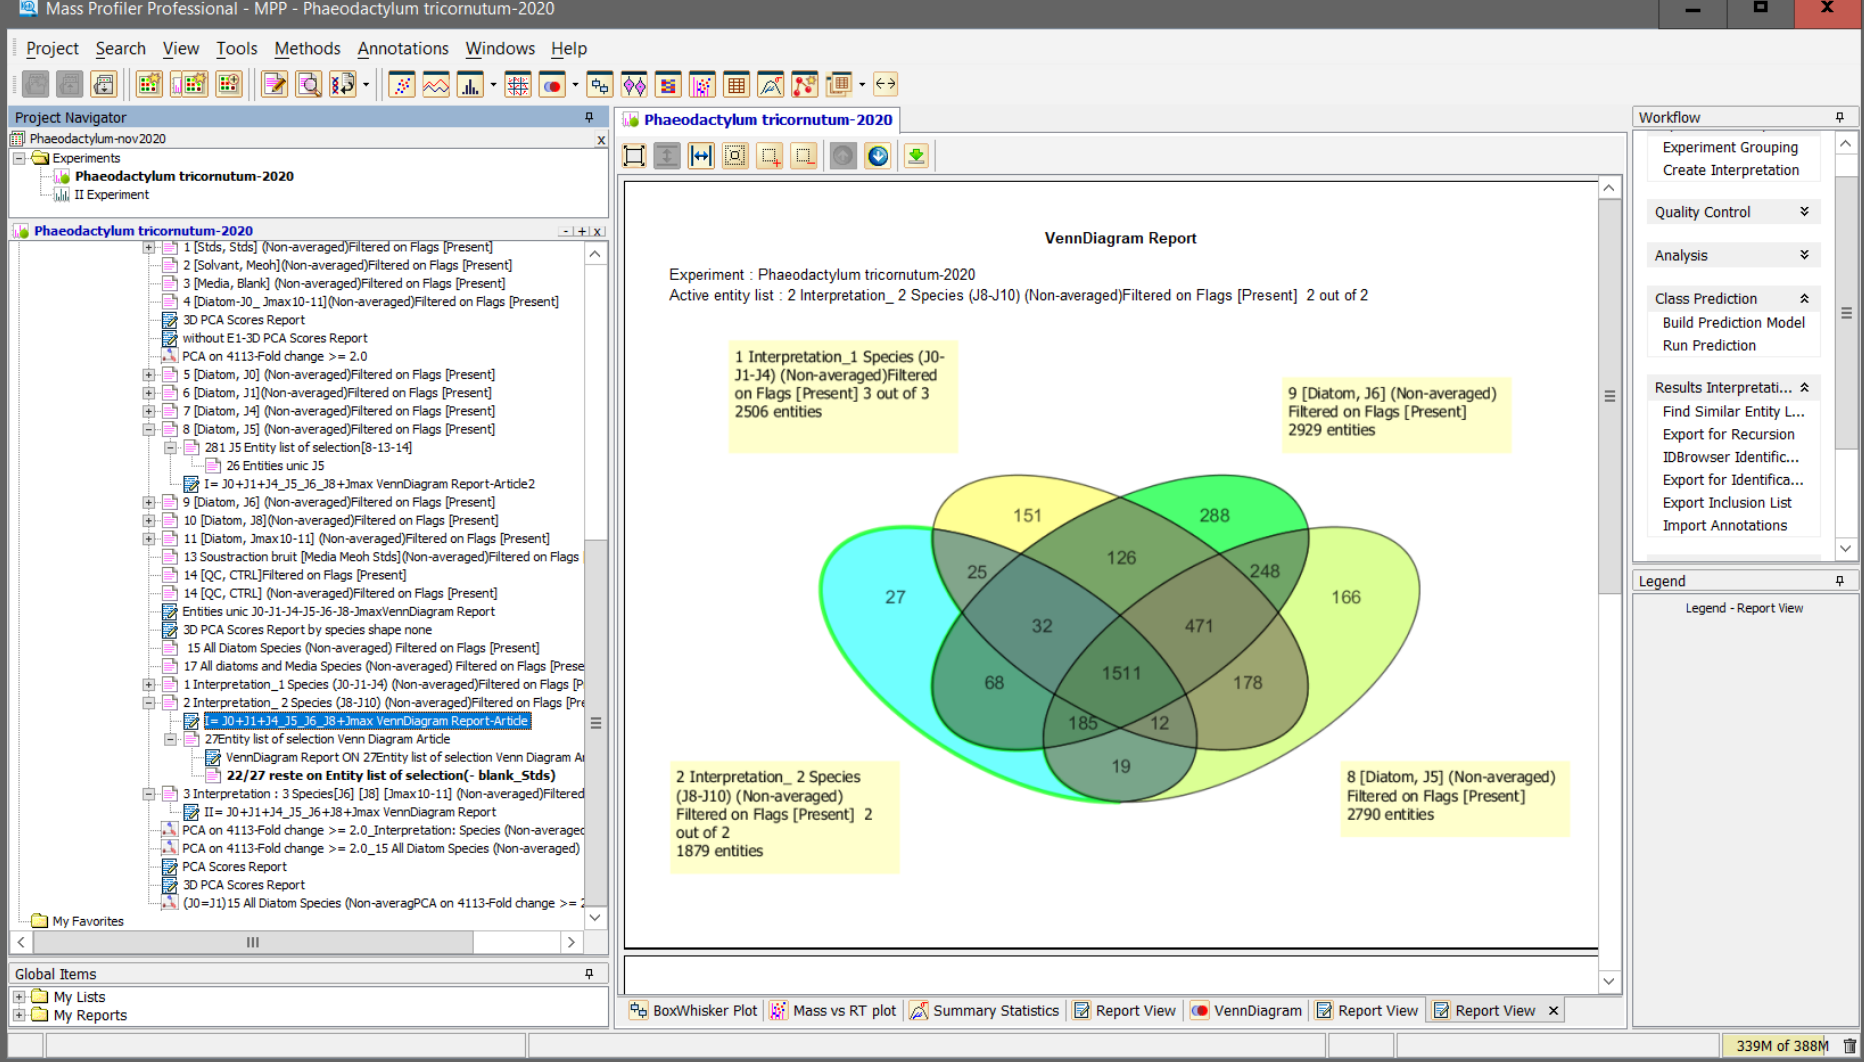 Mass Profiler Professional - MPP - Phaeodactylum tricornutum-2020
Project Search View Tools Methods Annotations Windows Help
Project Navigator
Phaeodactylum-nov2020
Experiments
Phaeodactylum tricornutum-2020
II Experiment
Phaeodactylum tricornutum-2020
1 [Stds, Stds] (Non-averaged)Filtered on Flags [Present]
2 [Solvant, Meoh](Non-averaged)Filtered on Flags [Present]
3 [Media, Blank] (Non-averaged)Filtered on Flags [Present]
4 [Diatom-J0_ Jmax10-11](Non-averaged)Filtered on Flags [Present]
3D PCA Scores Report
without E1-3D PCA Scores Report
PCA on 4113-Fold change >= 2.0
5 [Diatom, J0] (Non-averaged)Filtered on Flags [Present]
6 [Diatom, J1](Non-averaged)Filtered on Flags [Present]
7 [Diatom, J4] (Non-averaged)Filtered on Flags [Present]
8 [Diatom, J5] (Non-averaged)Filtered on Flags [Present]
281 J5 Entity list of selection[8-13-14]
26 Entities unic J5
I= J0+J1+J4_J5_J6_J8+Jmax VennDiagram Report-Article2
9 [Diatom, J6] (Non-averaged)Filtered on Flags [Present]
10 [Diatom, J8](Non-averaged)Filtered on Flags [Present]
11 [Diatom, Jmax10-11] (Non-averaged)Filtered on Flags [Present]
13 Soustraction bruit [Media Meoh Stds](Non-averaged)Filtered on Flags
14 [QC, CTRL]Filtered on Flags [Present]
14 [QC, CTRL] (Non-averaged)Filtered on Flags [Present]
Entities unic J0-J1-J4-J5-J6-J8-JmaxVennDiagram Report
3D PCA Scores Report by species shape none
15 All Diatom Species (Non-averaged) Filtered on Flags [Present]
17 All diatoms and Media Species (Non-averaged) Filtered on Flags [Prese
1 Interpretation_1 Species (J0-J1-J4) (Non-averaged)Filtered on Flags [P
2 Interpretation_ 2 Species (J8-J10) (Non-averaged)Filtered on Flags [Pre
I= J0+J1+J4_J5_J6_J8+Jmax VennDiagram Report-Article
27Entity list of selection Venn Diagram Article
VennDiagram Report ON 27Entity list of selection Venn Diagram Ar
22/27 reste on Entity list of selection(- blank_Stds)
3 Interpretation : 3 Species[J6] [J8] [Jmax10-11] (Non-averaged)Filtered
II= J0+J1+J4_J5_J6+J8+Jmax VennDiagram Report
PCA on 4113-Fold change >= 2.0_Interpretation: Species (Non-averaged
PCA on 4113-Fold change >= 2.0_15 All Diatom Species (Non-averaged)
PCA Scores Report
3D PCA Scores Report
(J0=J1)15 All Diatom Species (Non-averagPCA on 4113-Fold change >= 2
My Favorites
Global Items
My Lists
My Reports
Phaeodactylum tricornutum-2020
VennDiagram Report
Experiment : Phaeodactylum tricornutum-2020
Active entity list : 2 Interpretation_ 2 Species (J8-J10) (Non-averaged)Filtered on Flags [Present]  2 out of 2
1 Interpretation_1 Species (J0-
J1-J4) (Non-averaged)Filtered
on Flags [Present] 3 out of 3
2506 entities
9 [Diatom, J6] (Non-averaged)
Filtered on Flags [Present]
2929 entities
151
288
126
25
248
27
166
32
471
1511
68
178
185
12
19
2 Interpretation_ 2 Species
(J8-J10) (Non-averaged)
Filtered on Flags [Present]  2
out of 2
1879 entities
8 [Diatom, J5] (Non-averaged)
Filtered on Flags [Present]
2790 entities
BoxWhisker Plot Mass vs RT plot Summary Statistics Report View VennDiagram Report View Report View
Workflow
Experiment Grouping
Create Interpretation
Quality Control
Analysis
Class Prediction
Build Prediction Model
Run Prediction
Results Interpretati...
Find Similar Entity L...
Export for Recursion
IDBrowser Identific...
Export for Identifica...
Export Inclusion List
Import Annotations
Legend
Legend - Report View
339M of 388M